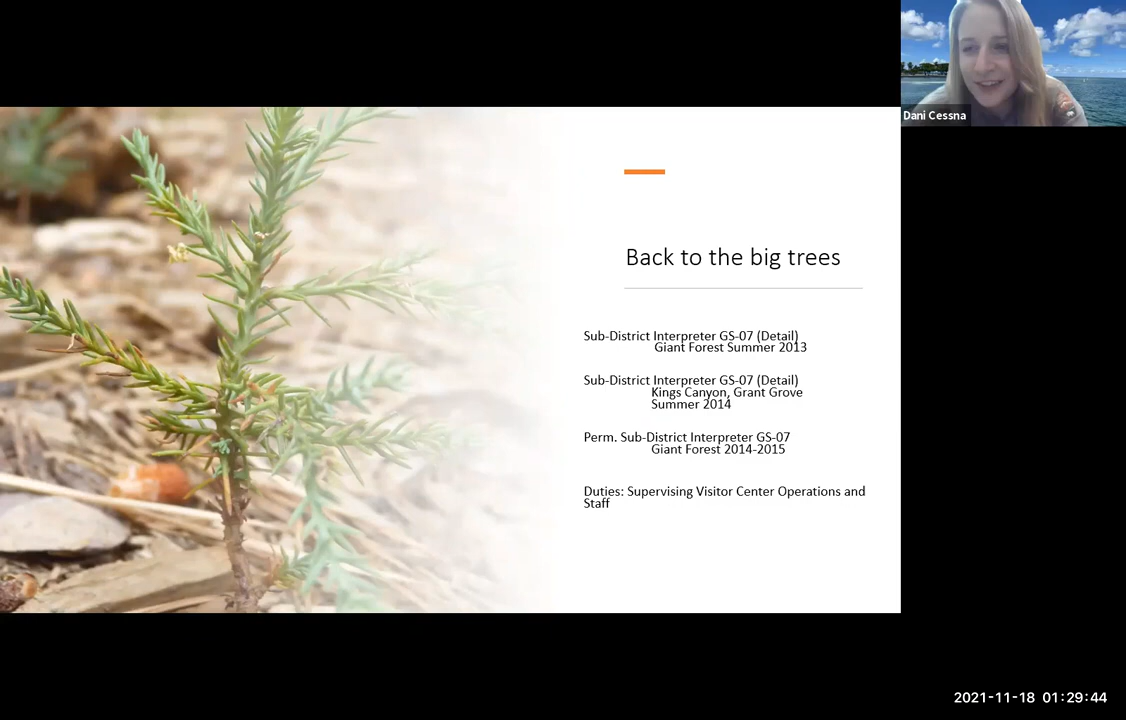 Dani Cessna
Back to the big trees
Sub-District Interpreter GS-07 (Detail)
Giant Forest Summer 2013
Sub-District Interpreter GS-07 (Detail)
Kings Canyon, Grant Grove
Summer 2014
Perm. Sub-District Interpreter GS-07
Giant Forest 2014-2015
Duties: Supervising Visitor Center Operations and
Staff
2021-11-18 01:29:44